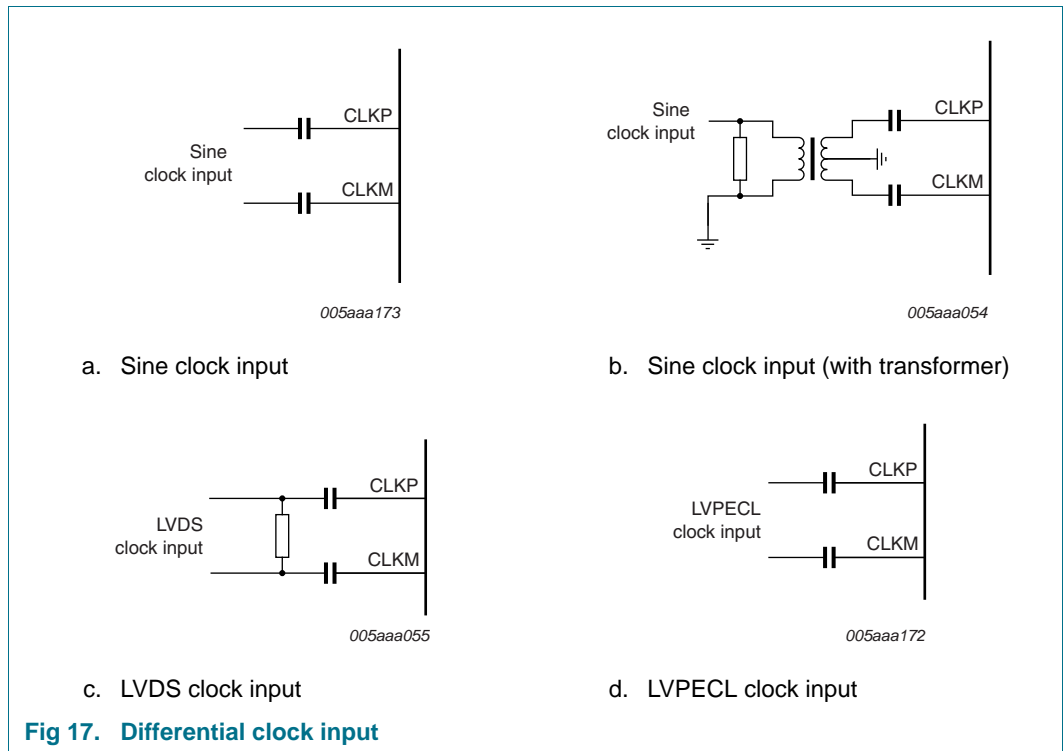 CLKP
Sine
clock input
CLKM
005aaa173
a. Sine clock input
Sine
clock input
CLKP
CLKM
005aaa054
b. Sine clock input (with transformer)
LVDS
clock input
CLKP
CLKM
005aaa055
c. LVDS clock input
LVPECL
clock input
CLKP
CLKM
005aaa172
d. LVPECL clock input
Fig 17. Differential clock input